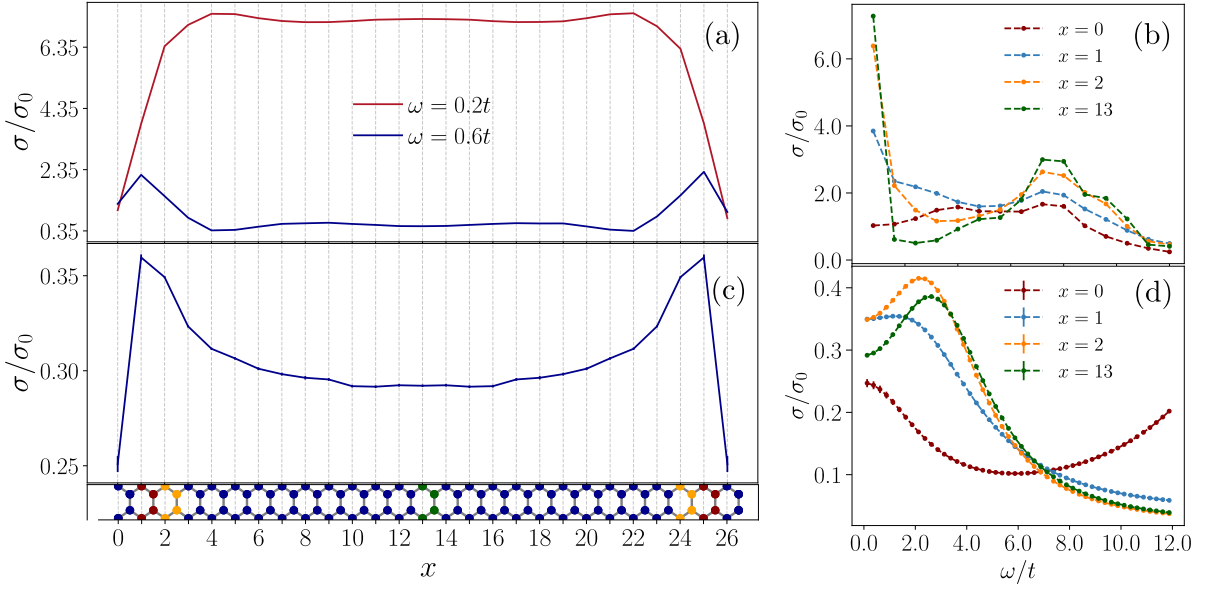 (a)
σ/σ₀
6.35
4.35
2.35
0.35
ω = 0.2t
ω = 0.6t
(c)
σ/σ₀
0.35
0.30
0.25
0 2 4 6 8 10 12 14 16 18 20 22 24 26
x
(b)
σ/σ₀
6.0
4.0
2.0
0.0
x = 0
x = 1
x = 2
x = 13
(d)
σ/σ₀
0.4
0.3
0.2
0.1
x = 0
x = 1
x = 2
x = 13
0.0 2.0 4.0 6.0 8.0 10.0 12.0
ω/t